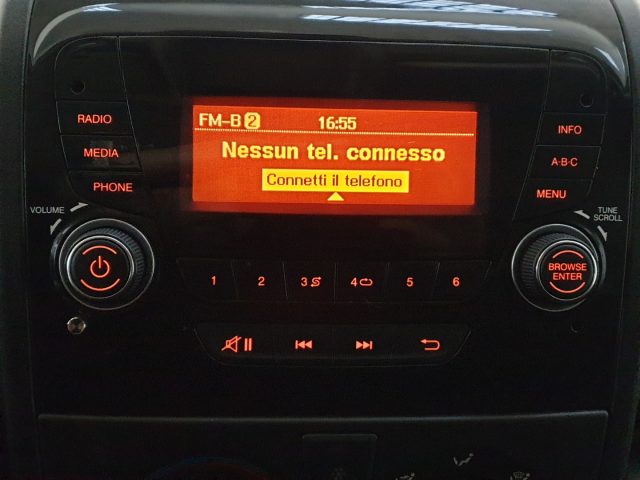 RADIO
MEDIA
PHONE
VOLUME
FM-B 2
16:55
Nessun tel. connesso
Connetti il telefono
INFO
A-B-C
MENU
TUNE
SCROLL
BROWSE
ENTER
1 2 3 4 5 6